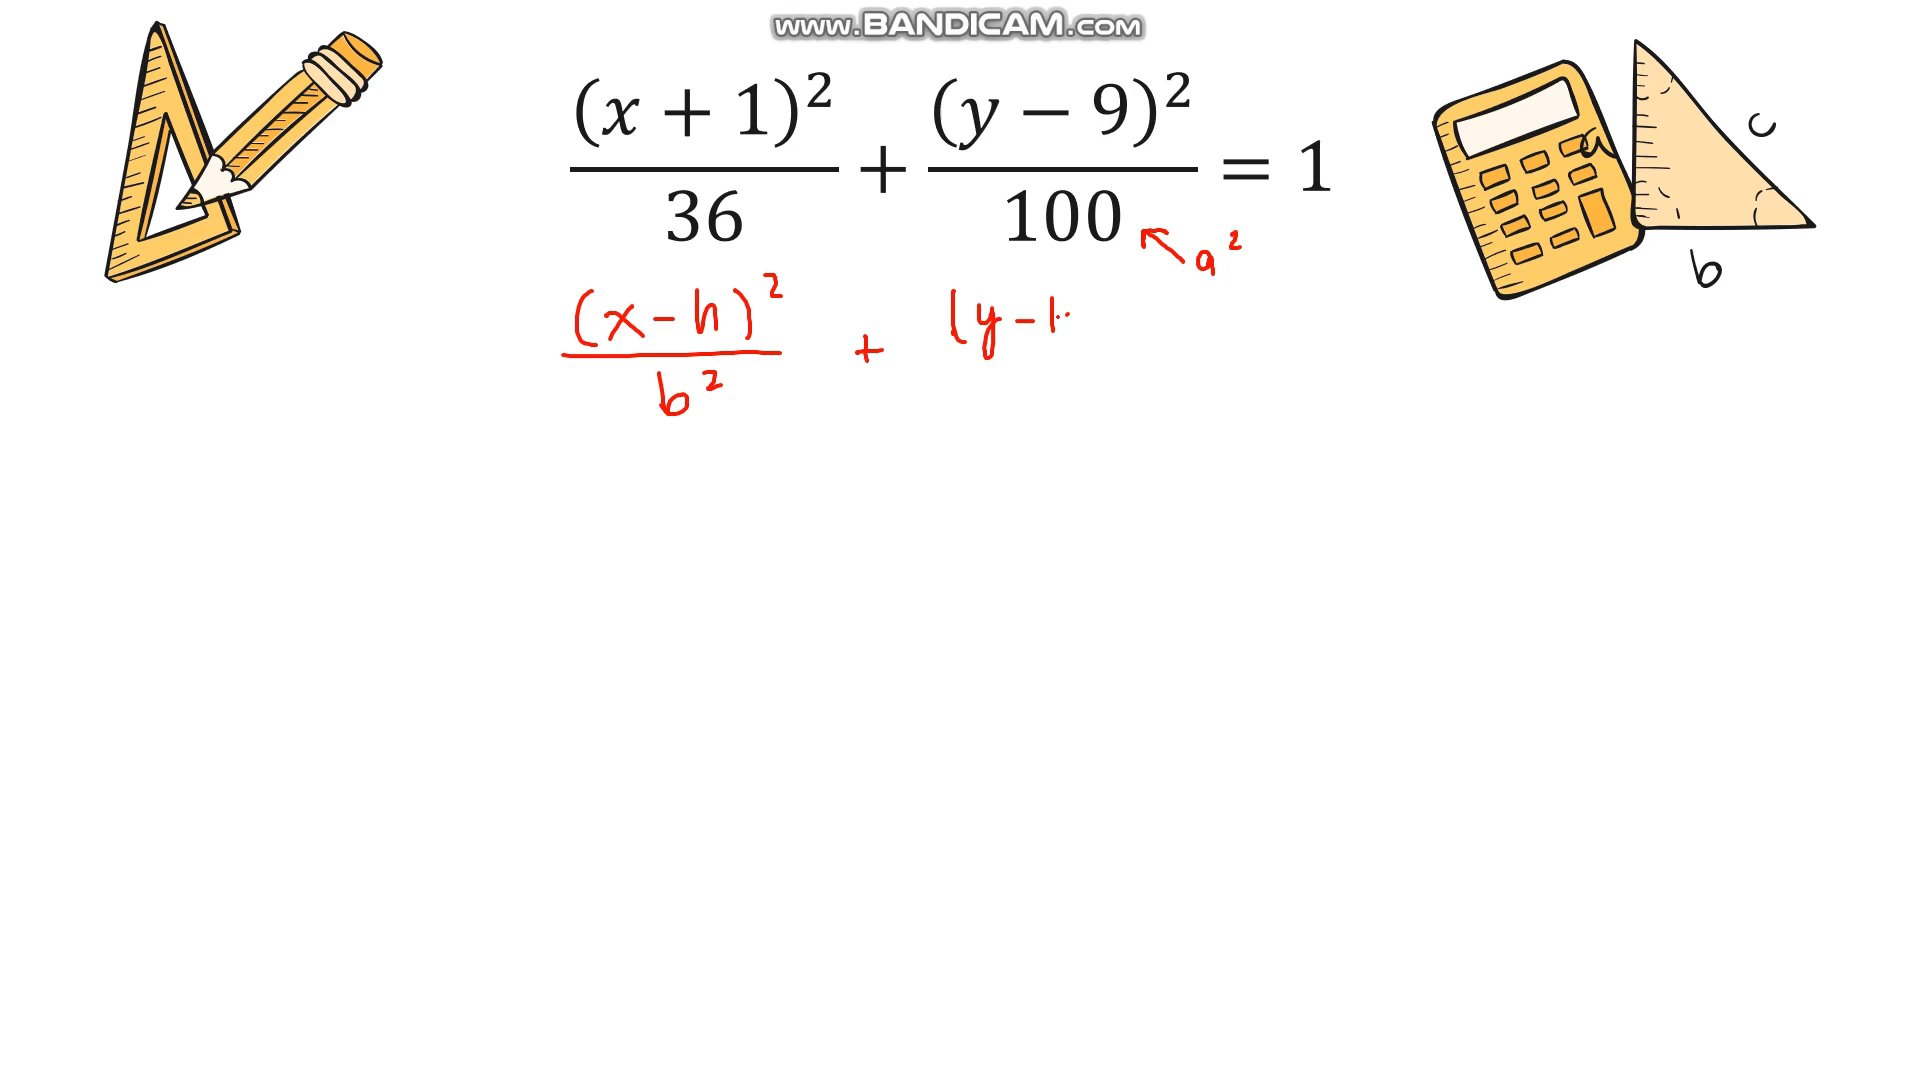 www.BANDICAM.com
(x + 1)²/36 + (y − 9)²/100 = 1
a²
(x − h)²/b² + (y −
a
b
c